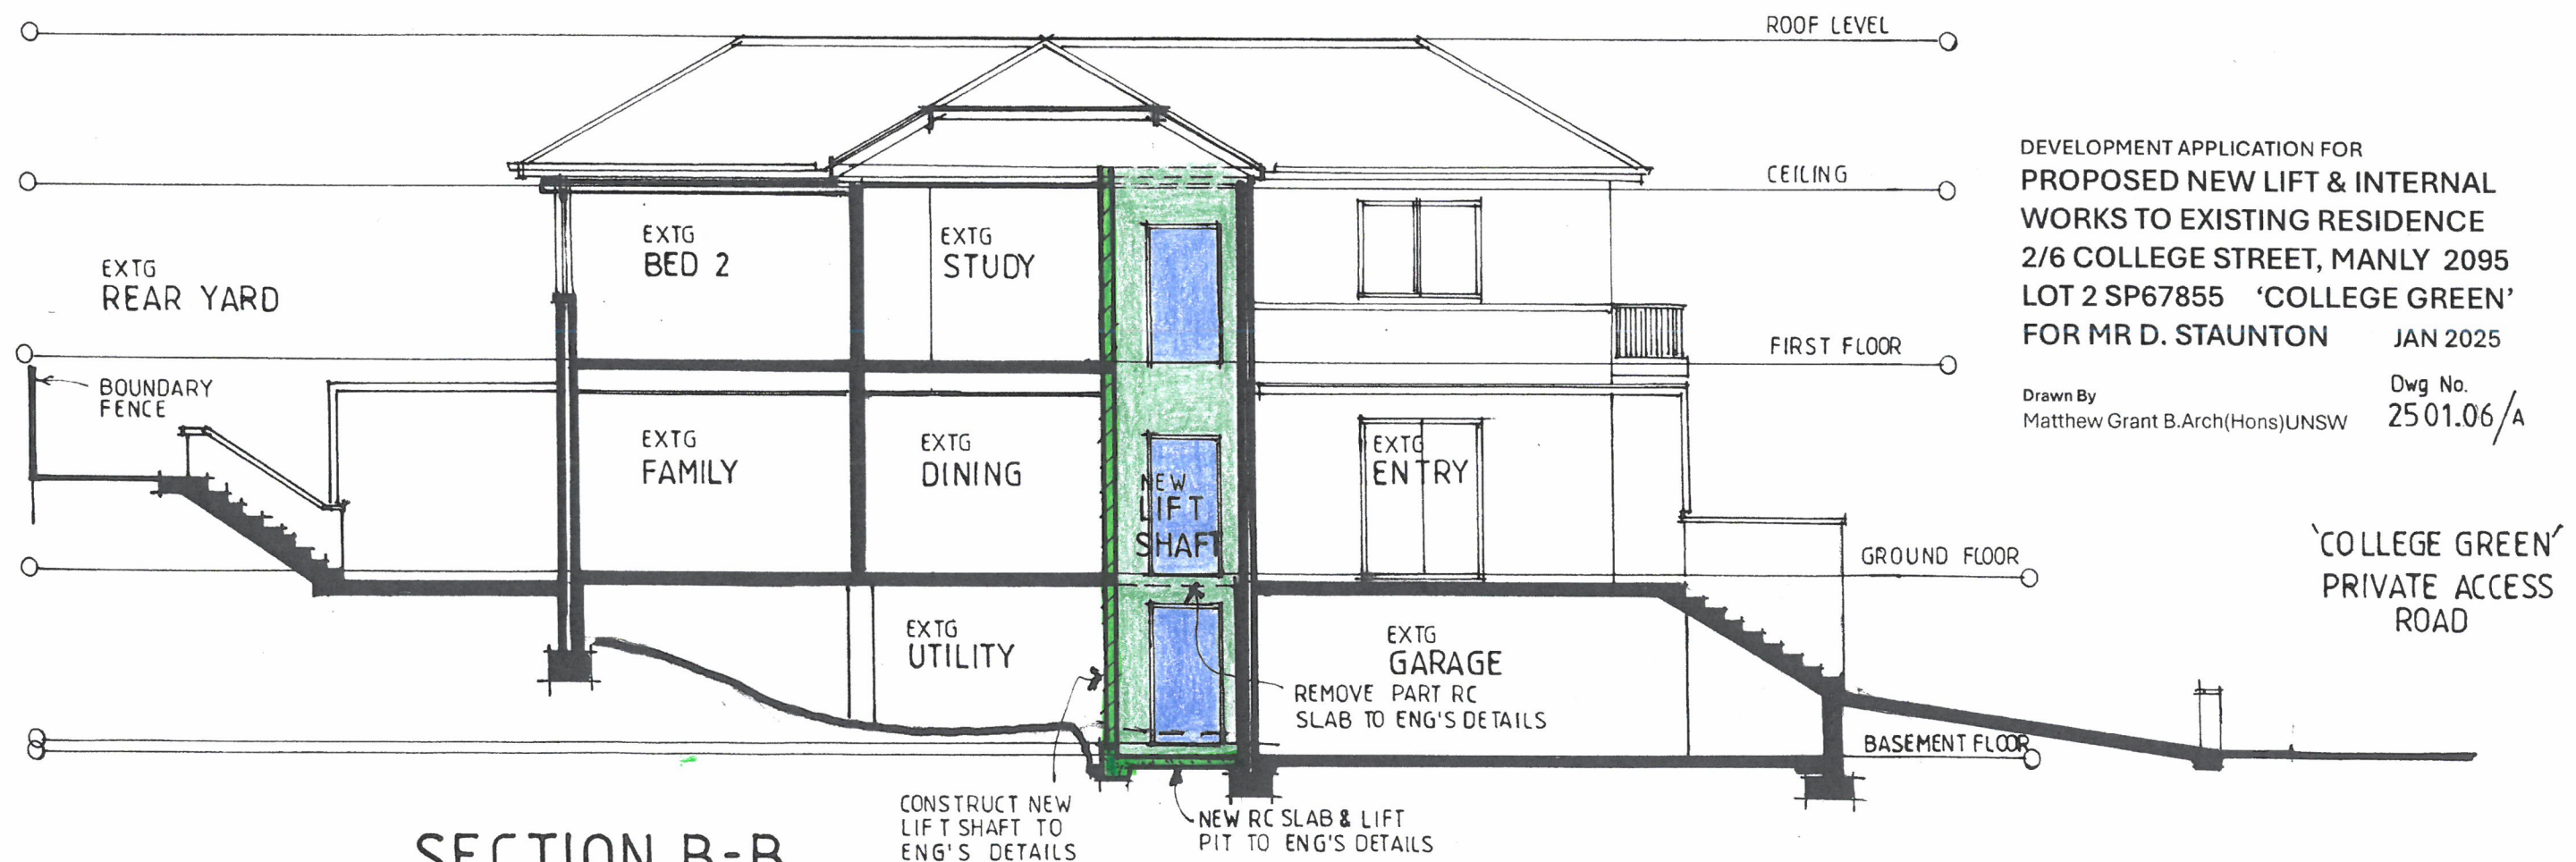 ROOF LEVEL
CEILING
FIRST FLOOR
GROUND FLOOR
BASEMENT FLOOR
EXTG
REAR YARD
BOUNDARY
FENCE
EXTG
BED 2
EXTG
STUDY
EXTG
FAMILY
EXTG
DINING
NEW
LIFT
SHAFT
EXTG
ENTRY
EXTG
UTILITY
EXTG
GARAGE
REMOVE PART RC
SLAB TO ENG'S DETAILS
CONSTRUCT NEW
LIFT SHAFT TO
ENG'S DETAILS
NEW RC SLAB & LIFT
PIT TO ENG'S DETAILS
SECTION B-B
DEVELOPMENT APPLICATION FOR
PROPOSED NEW LIFT & INTERNAL
WORKS TO EXISTING RESIDENCE
2/6 COLLEGE STREET, MANLY 2095
LOT 2 SP67855 ‘COLLEGE GREEN’
FOR MR D. STAUNTON JAN 2025
Drawn By
Matthew Grant B.Arch(Hons)UNSW
Dwg No.
2501.06/A
'COLLEGE GREEN'
PRIVATE ACCESS
ROAD